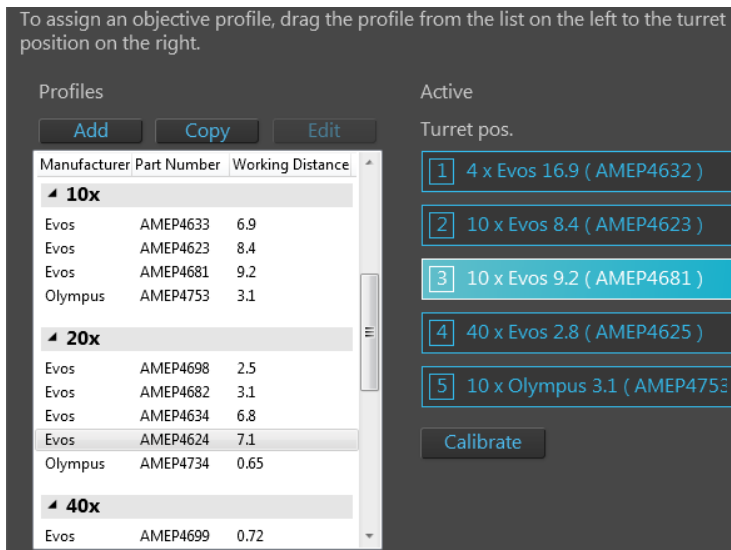 To assign an objective profile, drag the profile from the list on the left to the turret
position on the right.
Profiles
Add Copy Edit
Manufacturer Part Number Working Distance
10x
Evos AMEP4633 6.9
Evos AMEP4623 8.4
Evos AMEP4681 9.2
Olympus AMEP4753 3.1
20x
Evos AMEP4698 2.5
Evos AMEP4682 3.1
Evos AMEP4634 6.8
Evos AMEP4624 7.1
Olympus AMEP4734 0.65
40x
Evos AMEP4699 0.72
Active
Turret pos.
1 4 x Evos 16.9 ( AMEP4632 )
2 10 x Evos 8.4 ( AMEP4623 )
3 10 x Evos 9.2 ( AMEP4681 )
4 40 x Evos 2.8 ( AMEP4625 )
5 10 x Olympus 3.1 ( AMEP4753
Calibrate